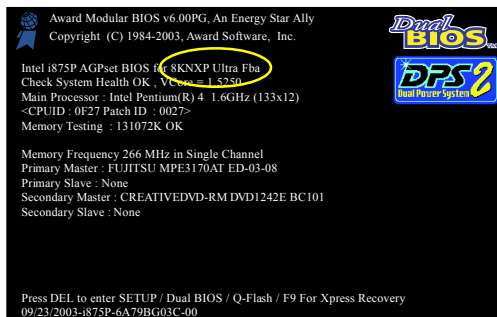 Award Modular BIOS v6.00PG, An Energy Star Ally
Copyright (C) 1984-2003, Award Software, Inc.
Dual
BIOS
Intel i875P AGPset BIOS for 8KNXP Ultra Fba
Check System Health OK , VCore = 1.5250
Main Processor : Intel Pentium(R) 4 1.6GHz (133x12)
<CPUID : 0F27 Patch ID : 0027>
Memory Testing : 131072K OK
DPS2
Dual Power System
Memory Frequency 266 MHz in Single Channel
Primary Master : FUJITSU MPE3170AT ED-03-08
Primary Slave : None
Secondary Master : CREATIVEDVD-RM DVD1242E BC101
Secondary Slave : None
Press DEL to enter SETUP / Dual BIOS / Q-Flash / F9 For Xpress Recovery
09/23/2003-i875P-6A79BG03C-00